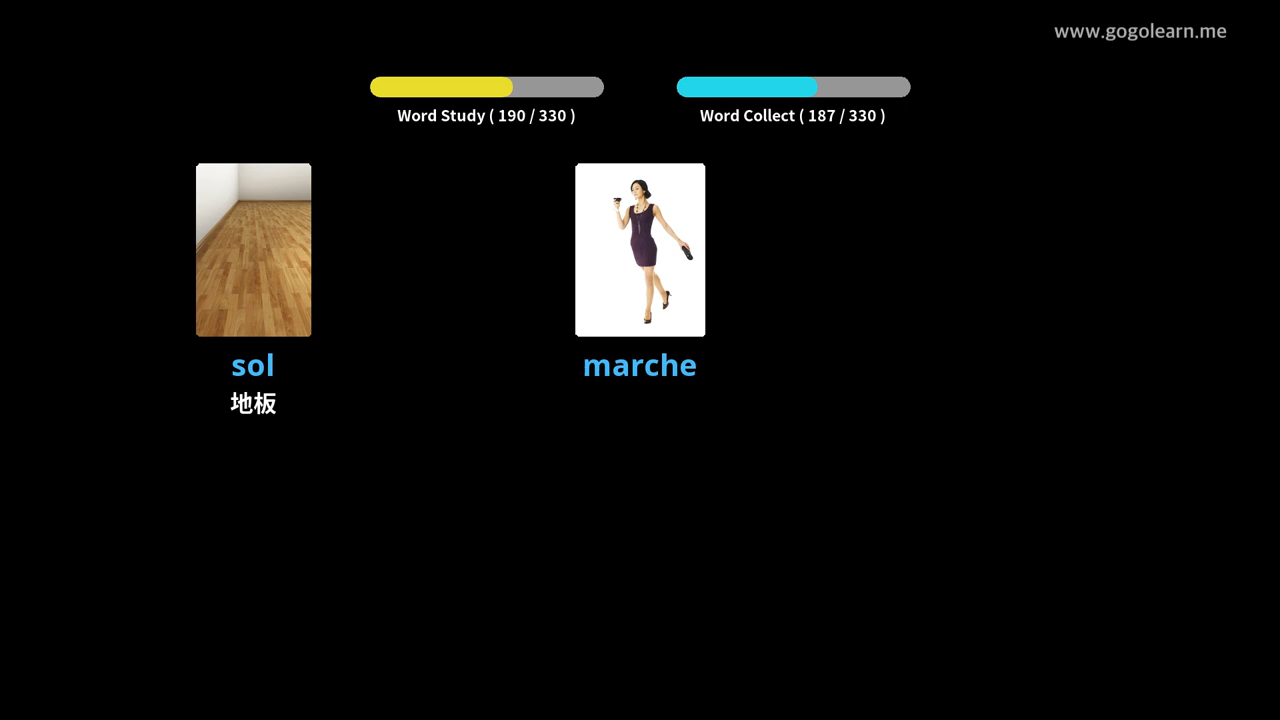 www.gogolearn.me
Word Study ( 190 / 330 )
Word Collect ( 187 / 330 )
sol
marche
地板